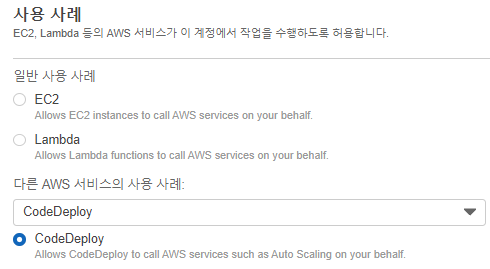 사용 사례
EC2, Lambda 등의 AWS 서비스가 이 계정에서 작업을 수행하도록 허용합니다.
일반 사용 사례
EC2
Allows EC2 instances to call AWS services on your behalf.
Lambda
Allows Lambda functions to call AWS services on your behalf.
다른 AWS 서비스의 사용 사례:
CodeDeploy
CodeDeploy
Allows CodeDeploy to call AWS services such as Auto Scaling on your behalf.